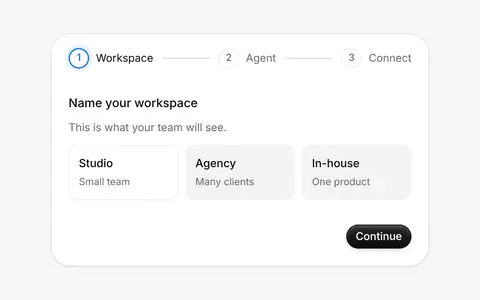 1 Workspace 2 Agent 3 Connect
Name your workspace
This is what your team will see.
Studio Agency In-house
Small team Many clients One product
Continue